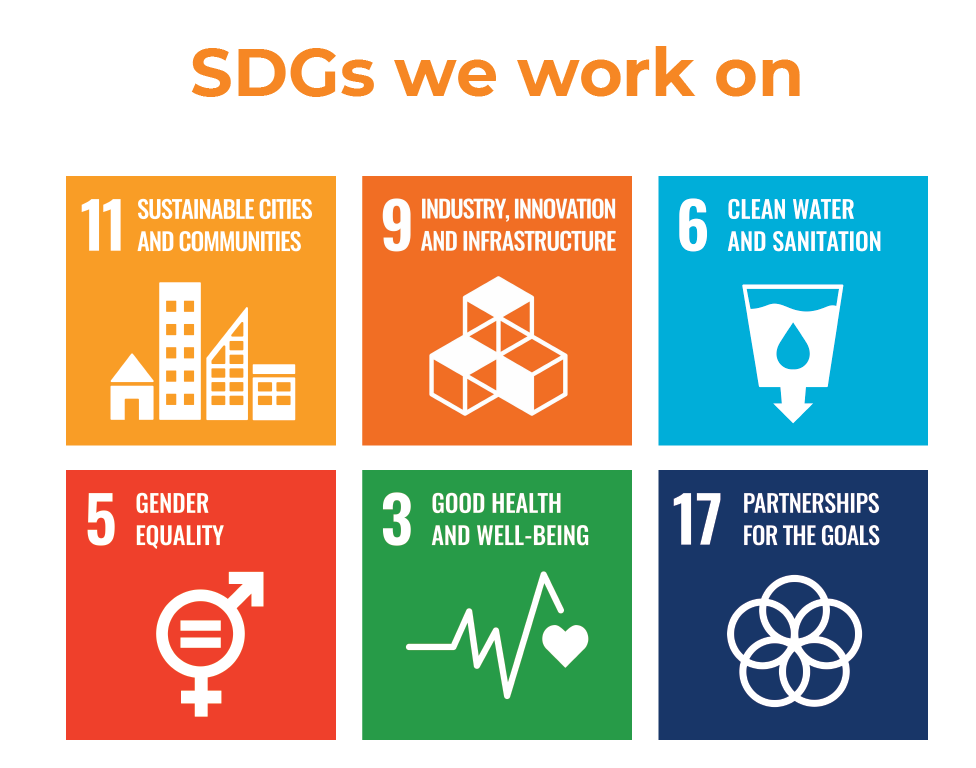 SDGs we work on
11 SUSTAINABLE CITIES
AND COMMUNITIES
9 INDUSTRY, INNOVATION
AND INFRASTRUCTURE
6 CLEAN WATER
AND SANITATION
5 GENDER
EQUALITY
3 GOOD HEALTH
AND WELL-BEING
17 PARTNERSHIPS
FOR THE GOALS